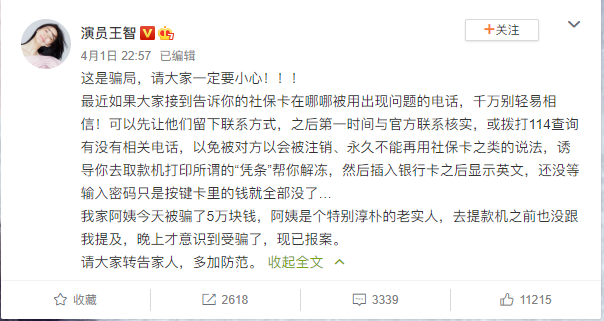 演员王智
+关注
4月1日 22:57 已编辑
这是骗局，请大家一定要小心！！！
最近如果大家接到告诉你的社保卡在哪哪被用出现问题的电话，千万别轻易相
信！可以先让他们留下联系方式，之后第一时间与官方联系核实，或拨打114查询
有没有相关电话，以免被对方以会被注销、永久不能再用社保卡之类的说法，诱
导你去取款机打印所谓的“凭条”帮你解冻，然后插入银行卡之后显示英文，还没等
输入密码只是按键卡里的钱就全部没了…
我家阿姨今天被骗了5万块钱，阿姨是个特别淳朴的老实人，去提款机之前也没跟
我提及，晚上才意识到受骗了，现已报案。
请大家转告家人，多加防范。 收起全文
收藏 2618 3339 11215